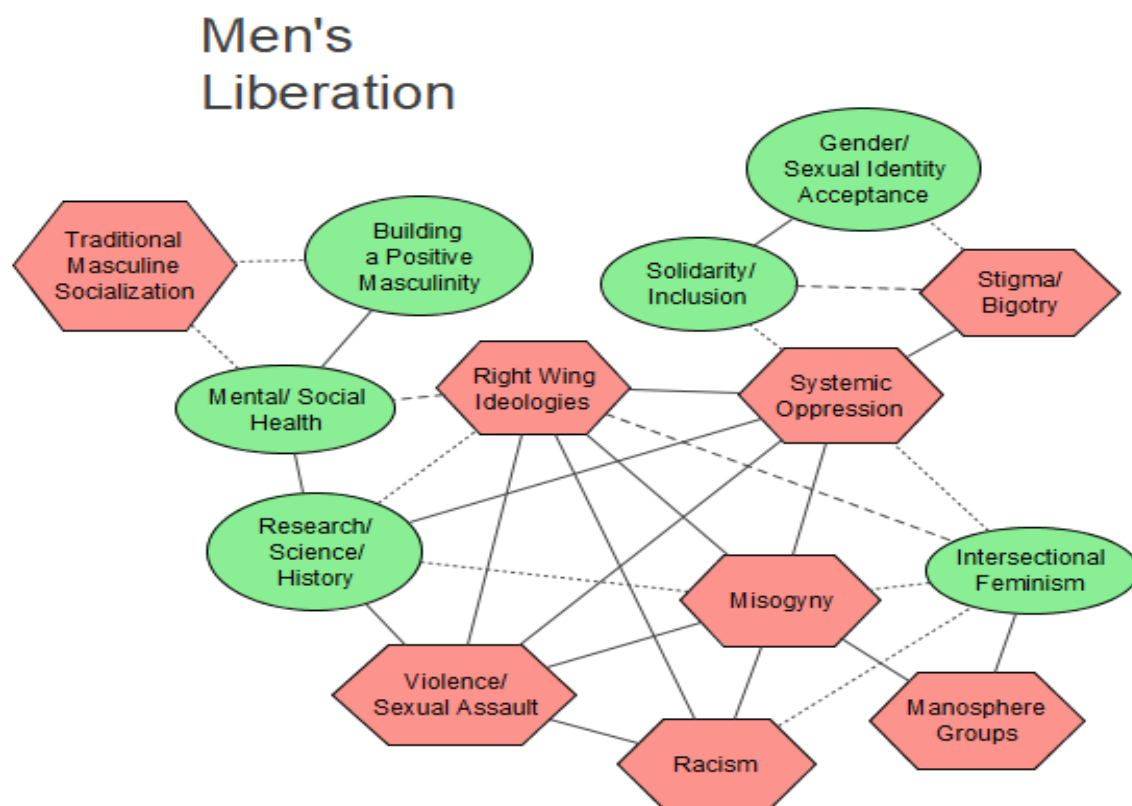 Men's
Liberation
Gender/
Sexual Identity
Acceptance
Building
a Positive
Masculinity
Traditional
Masculine
Socialization
Solidarity/
Inclusion
Stigma/
Bigotry
Right Wing
Ideologies
Systemic
Oppression
Mental/ Social
Health
Research/
Science/
History
Intersectional
Feminism
Misogyny
Violence/
Sexual Assault
Manosphere
Groups
Racism